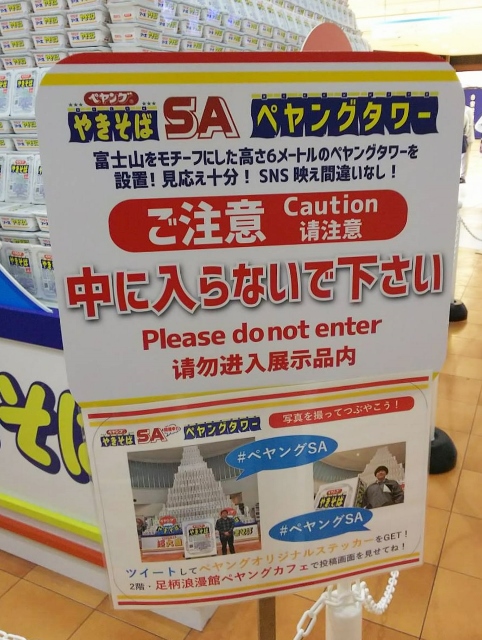 ペヤング
やきそば SA ペヤングタワー
富士山をモチーフにした高さ6メートルのペヤングタワーを
設置！見応え十分！ SNS 映え間違いなし！
ご注意 Caution
请注意
中に入らないで下さい
Please do not enter
请勿进入展示品内
写真を撮ってつぶやこう！
ペヤング
やきそば SA ペヤングタワー
#ペヤングSA
#ペヤングSA
ツイートしてペヤングオリジナルステッカーをGET！
2階・足柄浪漫館ペヤングカフェで投稿画面を見せてね！
そば